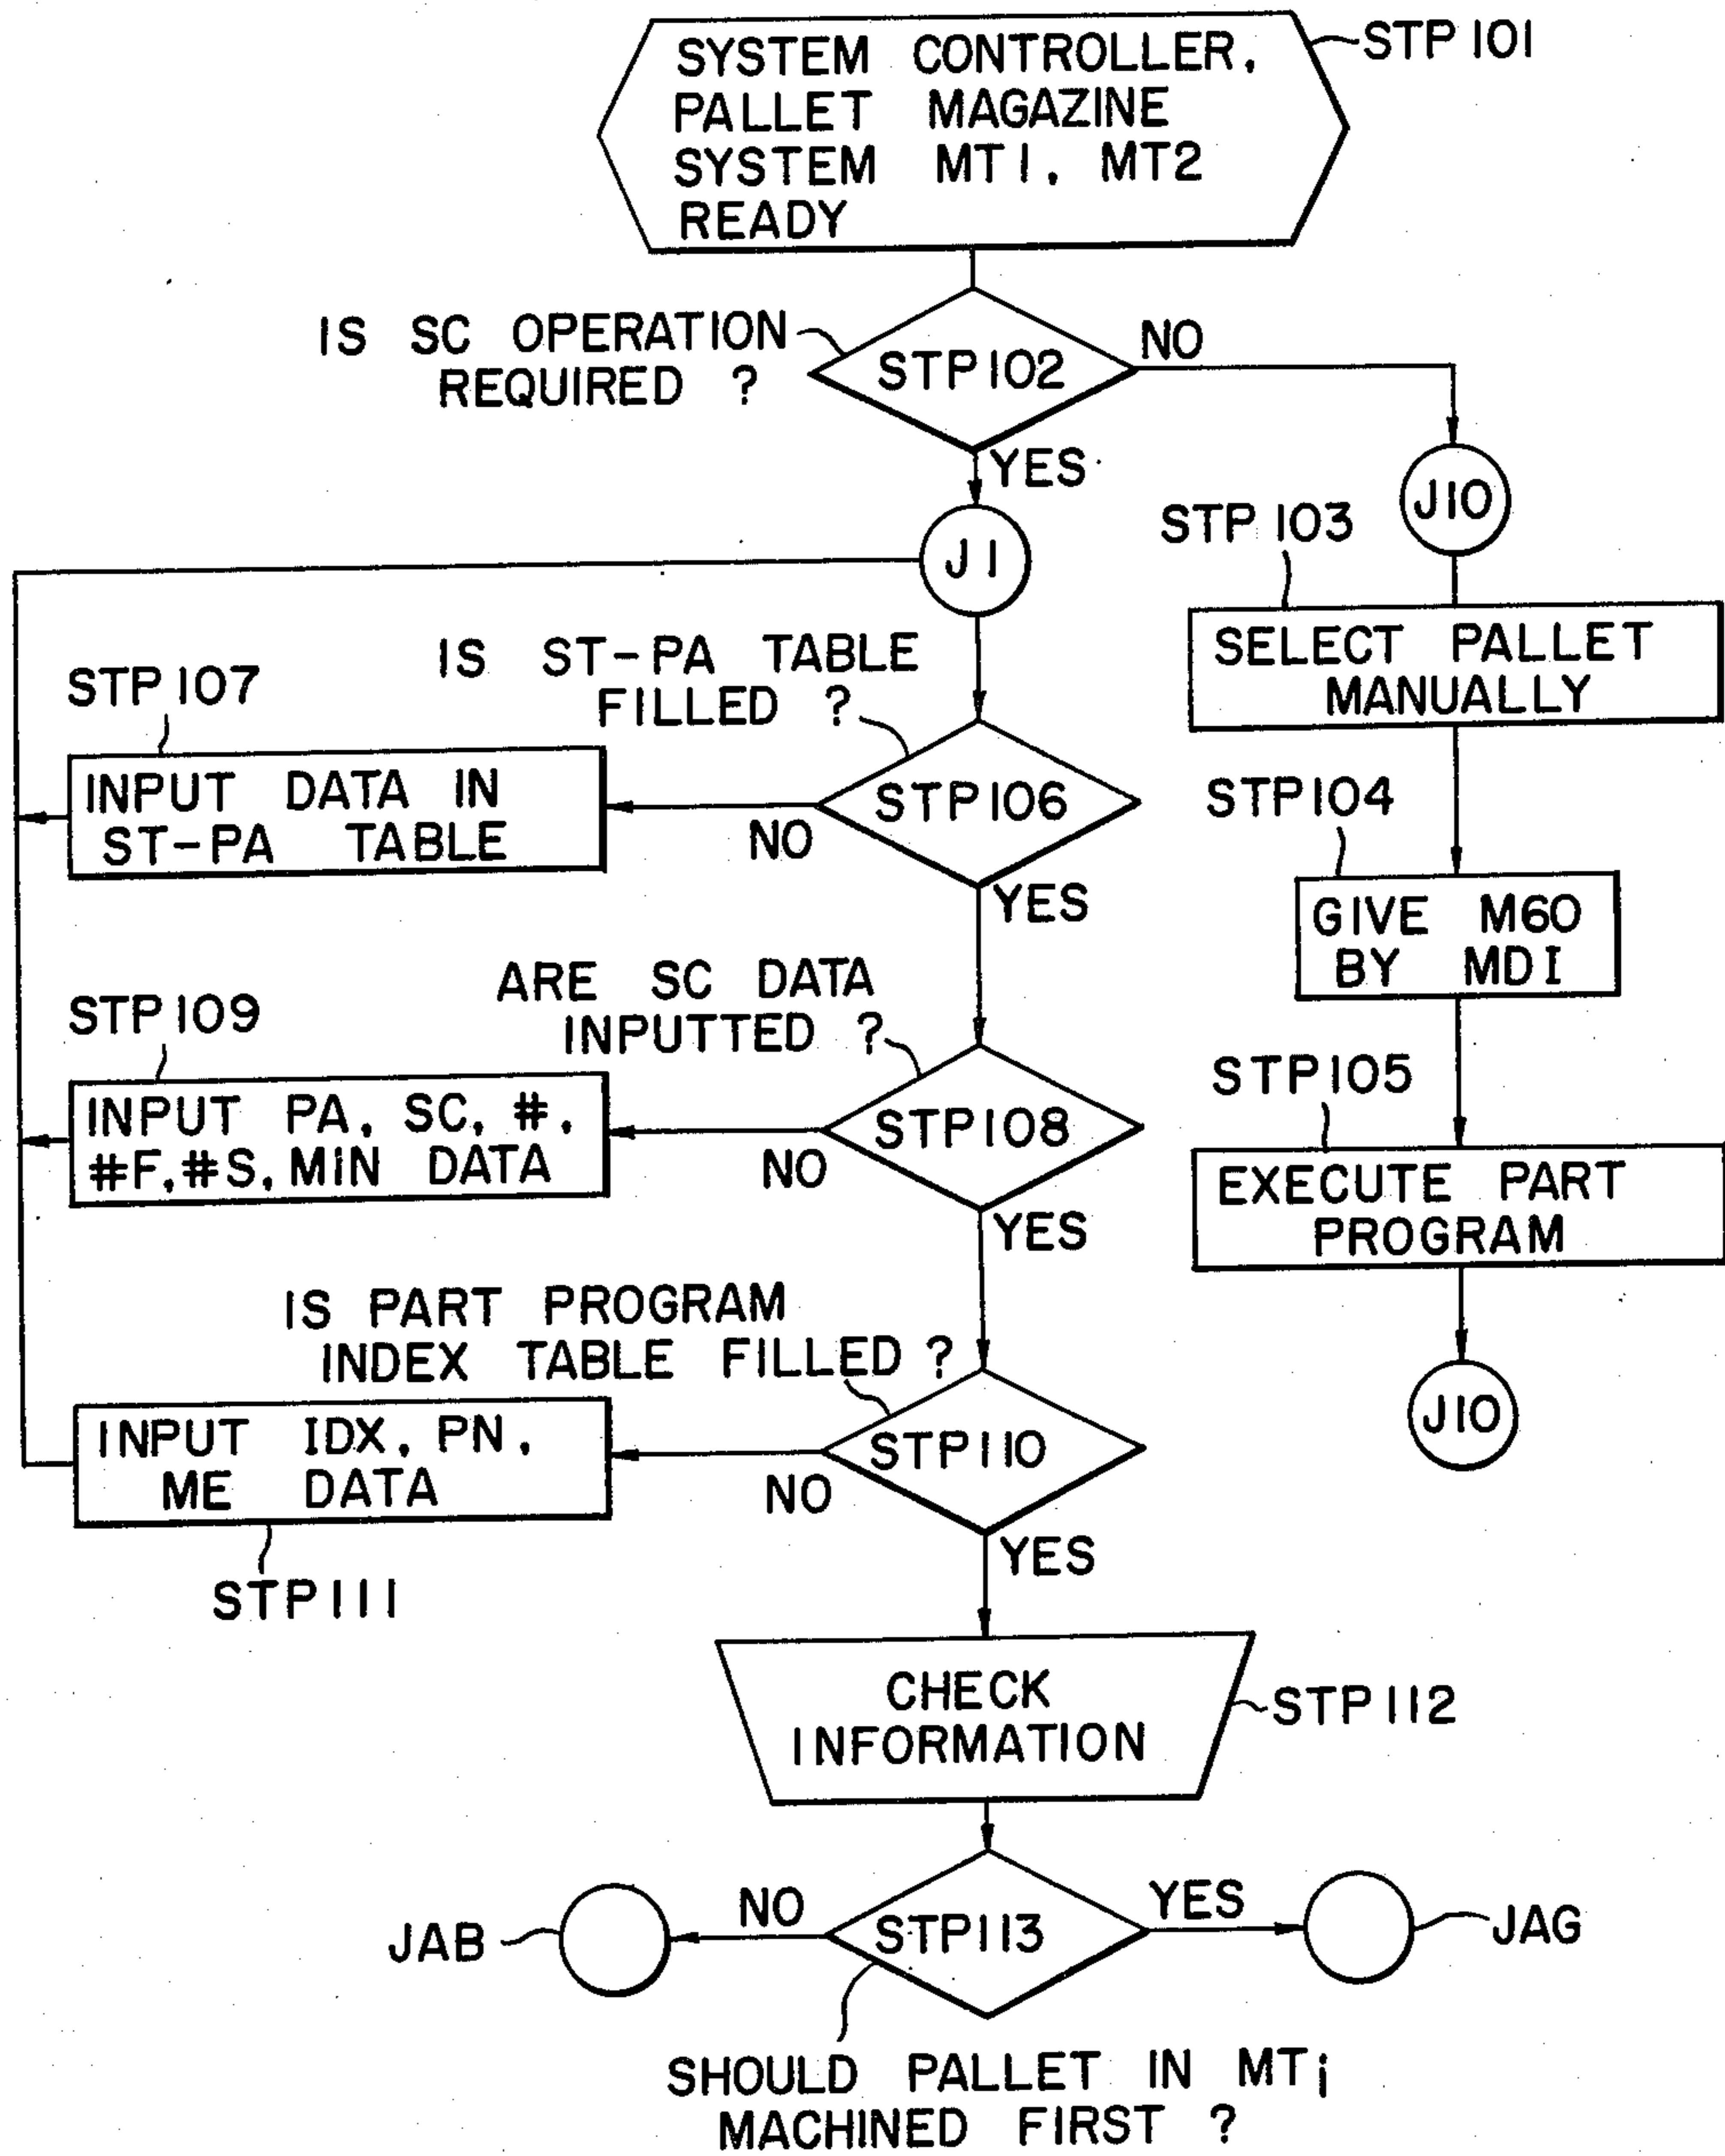 SYSTEM CONTROLLER,
PALLET MAGAZINE
SYSTEM MT1, MT2
READY
STP 101
IS SC OPERATION
REQUIRED ?
STP102
NO
YES
J10
J1
STP 103
SELECT PALLET
MANUALLY
IS ST-PA TABLE
FILLED ?
STP 107
INPUT DATA IN
ST-PA TABLE
NO
STP106
YES
STP104
GIVE M60
BY MDI
ARE SC DATA
INPUTTED ?
STP109
INPUT PA, SC, #,
#F, #S, MIN DATA
NO
STP108
YES
STP105
EXECUTE PART
PROGRAM
J10
IS PART PROGRAM
INDEX TABLE FILLED ?
INPUT IDX, PN,
ME DATA
NO
STP110
YES
STP111
CHECK
INFORMATION
STP112
JAB
NO
STP113
YES
JAG
SHOULD PALLET IN MTi
MACHINED FIRST ?